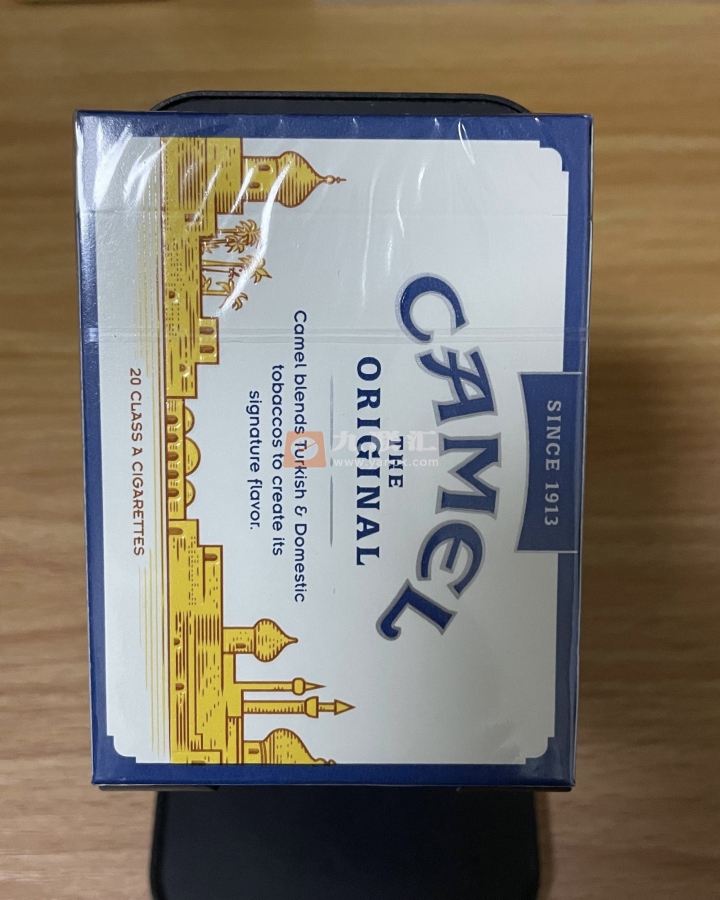 SINCE 1913
CAMEL
THE
ORIGINAL
Camel blends Turkish & Domestic
tobaccos to create its
signature flavor.
20 CLASS A CIGARETTES